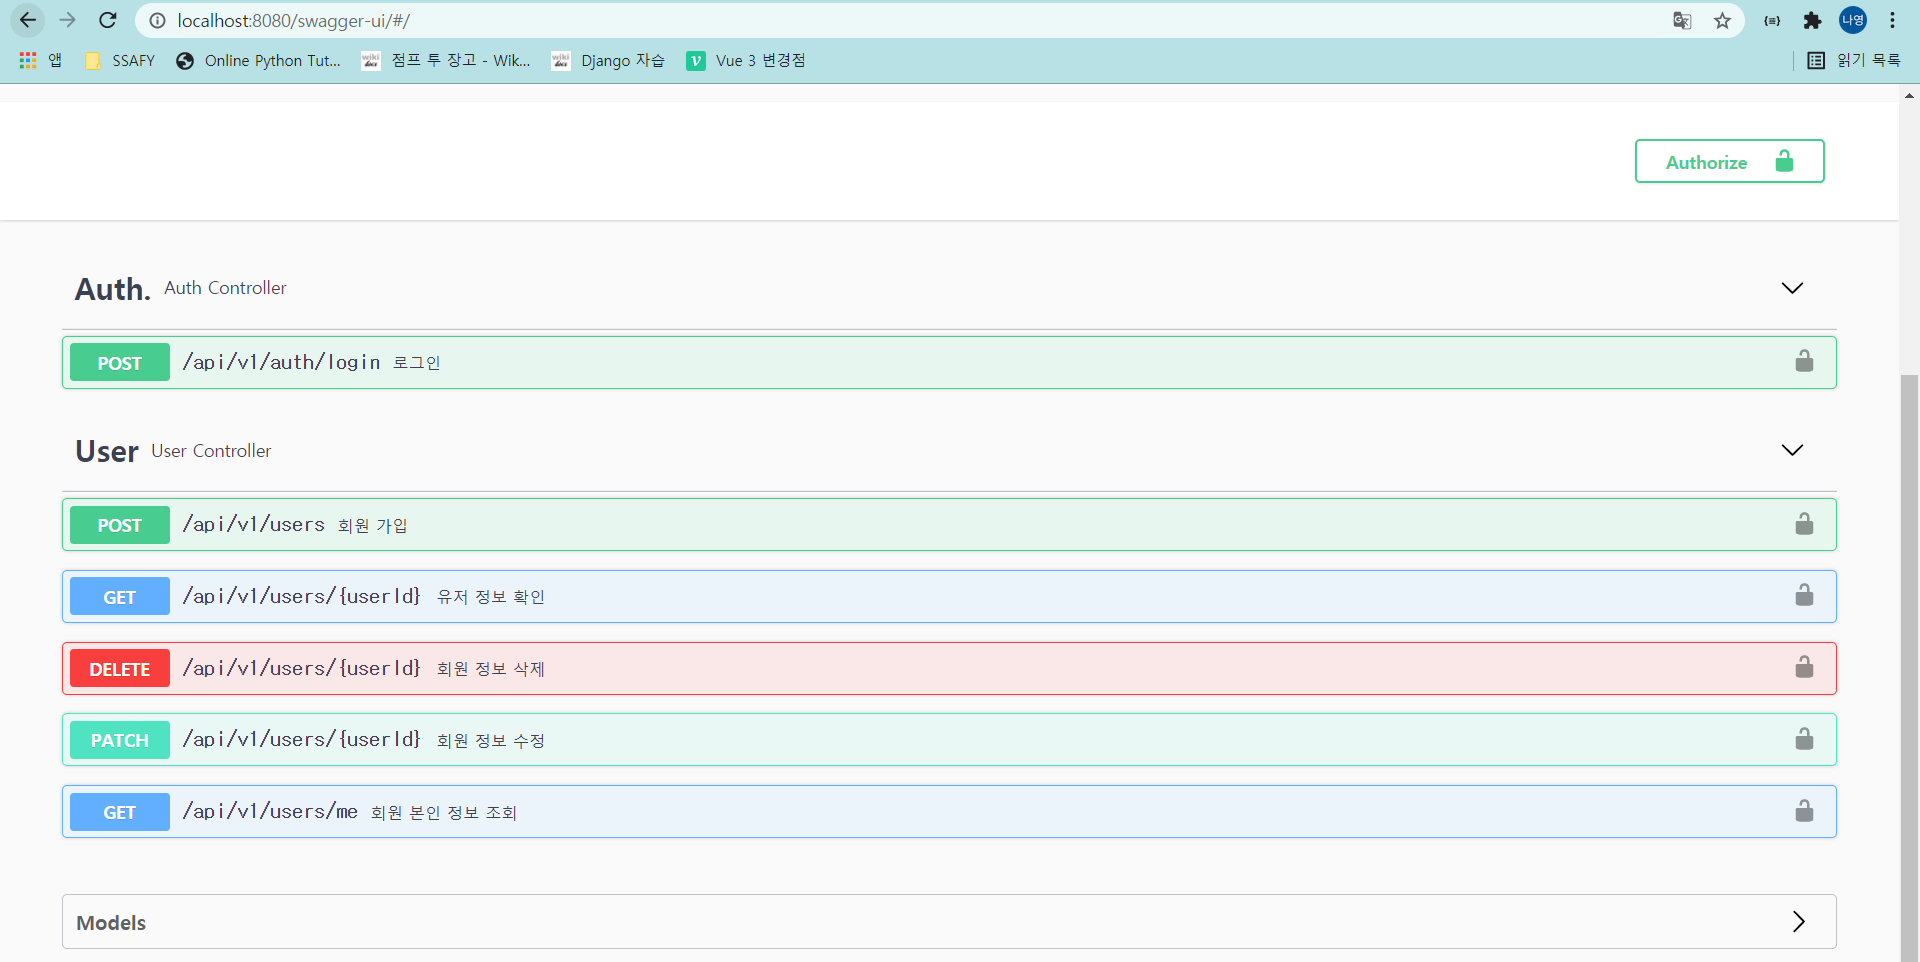 localhost:8080/swagger-ui/#/
나영
앱 SSAFY Online Python Tut... 점프 투 장고 - Wik... Django 자습 Vue 3 변경점 읽기 목록
Authorize
Auth. Auth Controller
POST /api/v1/auth/login 로그인
User User Controller
POST /api/v1/users 회원 가입
GET /api/v1/users/{userId} 유저 정보 확인
DELETE /api/v1/users/{userId} 회원 정보 삭제
PATCH /api/v1/users/{userId} 회원 정보 수정
GET /api/v1/users/me 회원 본인 정보 조회
Models